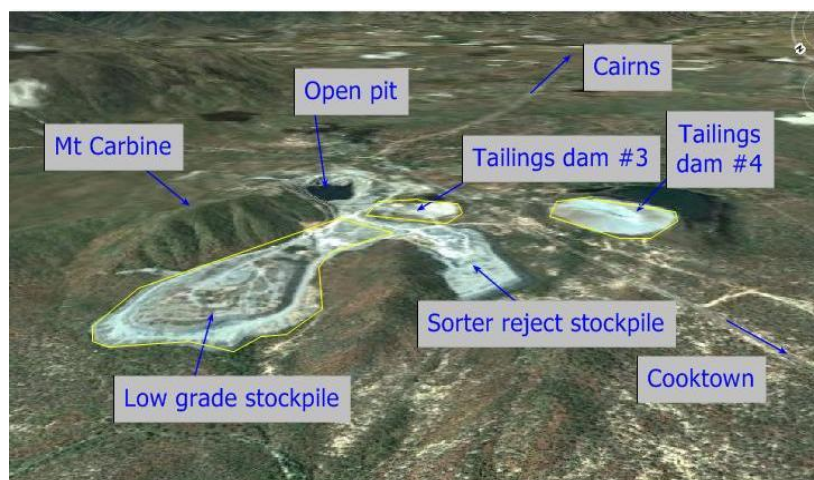 Cairns
Open pit
Tailings
dam #4
Mt Carbine
Tailings dam #3
Sorter reject stockpile
Cooktown
Low grade stockpile
N